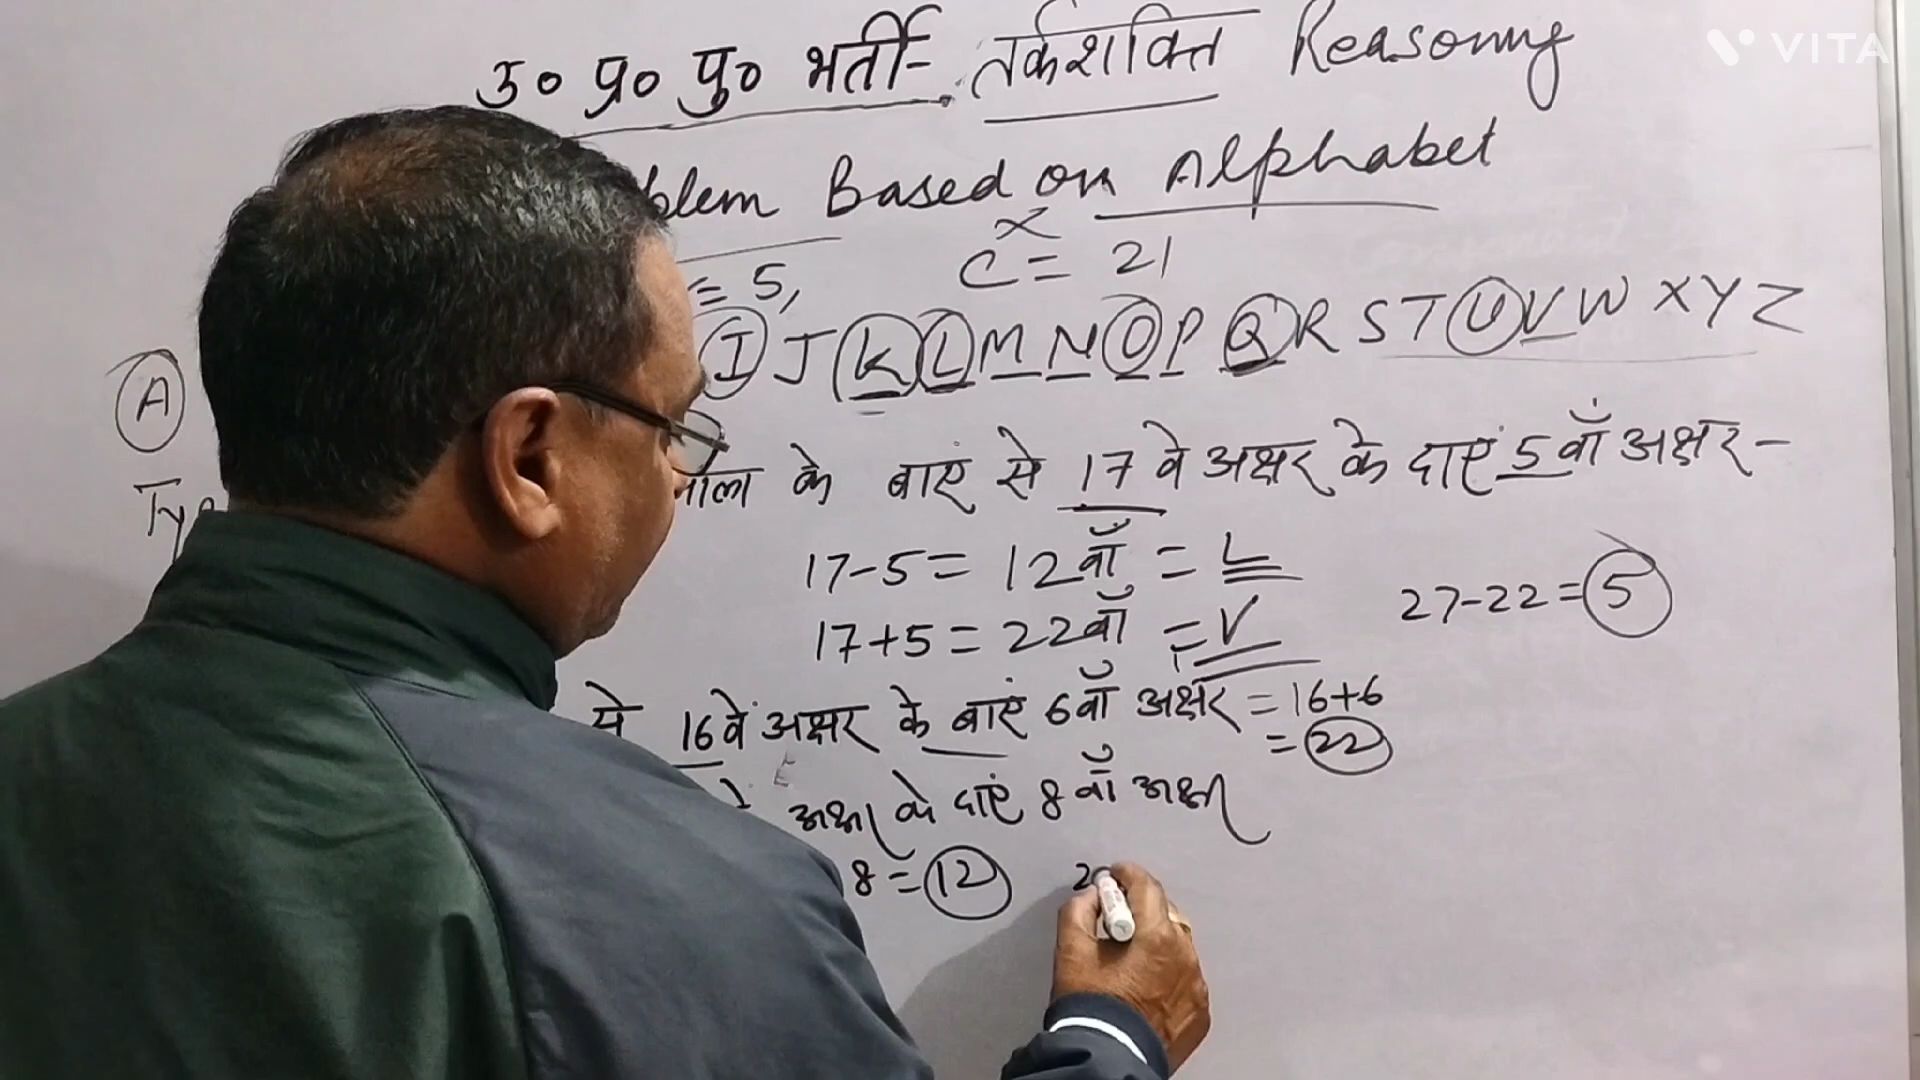 VITA
उ० प्र० पु० भर्ती- तर्कशक्ति Reasoning
blem Based on Alphabet
= 5, C = 21
I J K L M N O P Q R S T U V W X Y Z
A
माला के बाएं से 17 वे अक्षर के दाएं 5 वाँ अक्षर -
17-5 = 12 वाँ = L
27-22 = 5
17+5 = 22 वाँ = V
से 16 वें अक्षर के बाएं 6 वाँ अक्षर = 16+6
= 22
अक्षर के दाएं 8 वाँ अक्षर
8 = 12 2